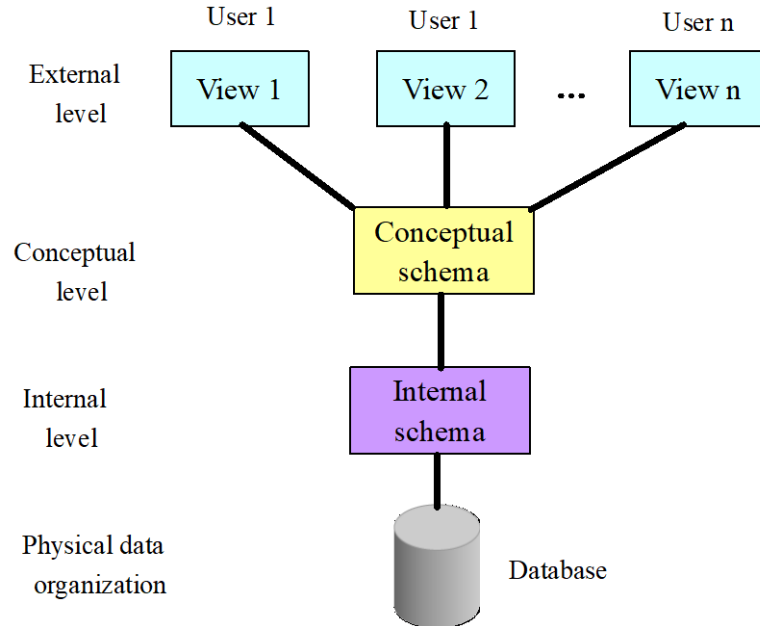 User 1
User 1
User n
External
level
View 1
View 2
...
View n
Conceptual
level
Conceptual
schema
Internal
level
Internal
schema
Physical data
organization
Database